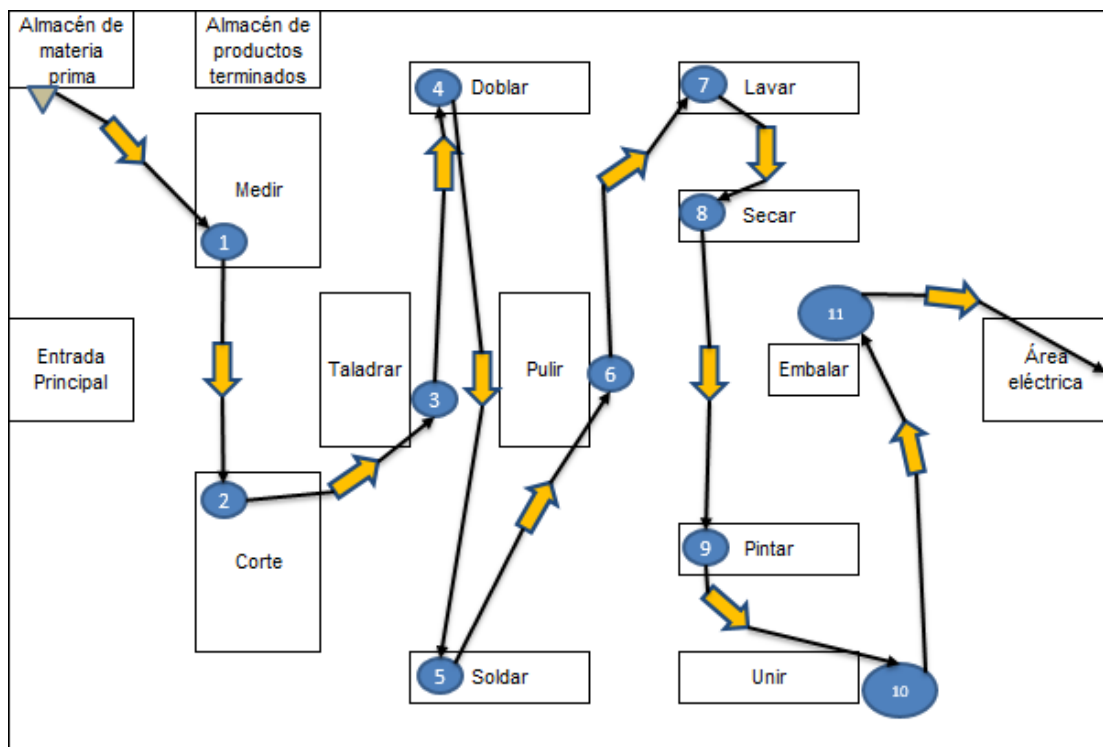 Almacén de
materia
prima
Almacén de
productos
terminados
4
Doblar
7
Lavar
Medir
1
8
Secar
11
Entrada
Principal
Taladrar
3
Pulir
6
Embalar
Área
eléctrica
2
Corte
9
Pintar
5
Soldar
Unir
10